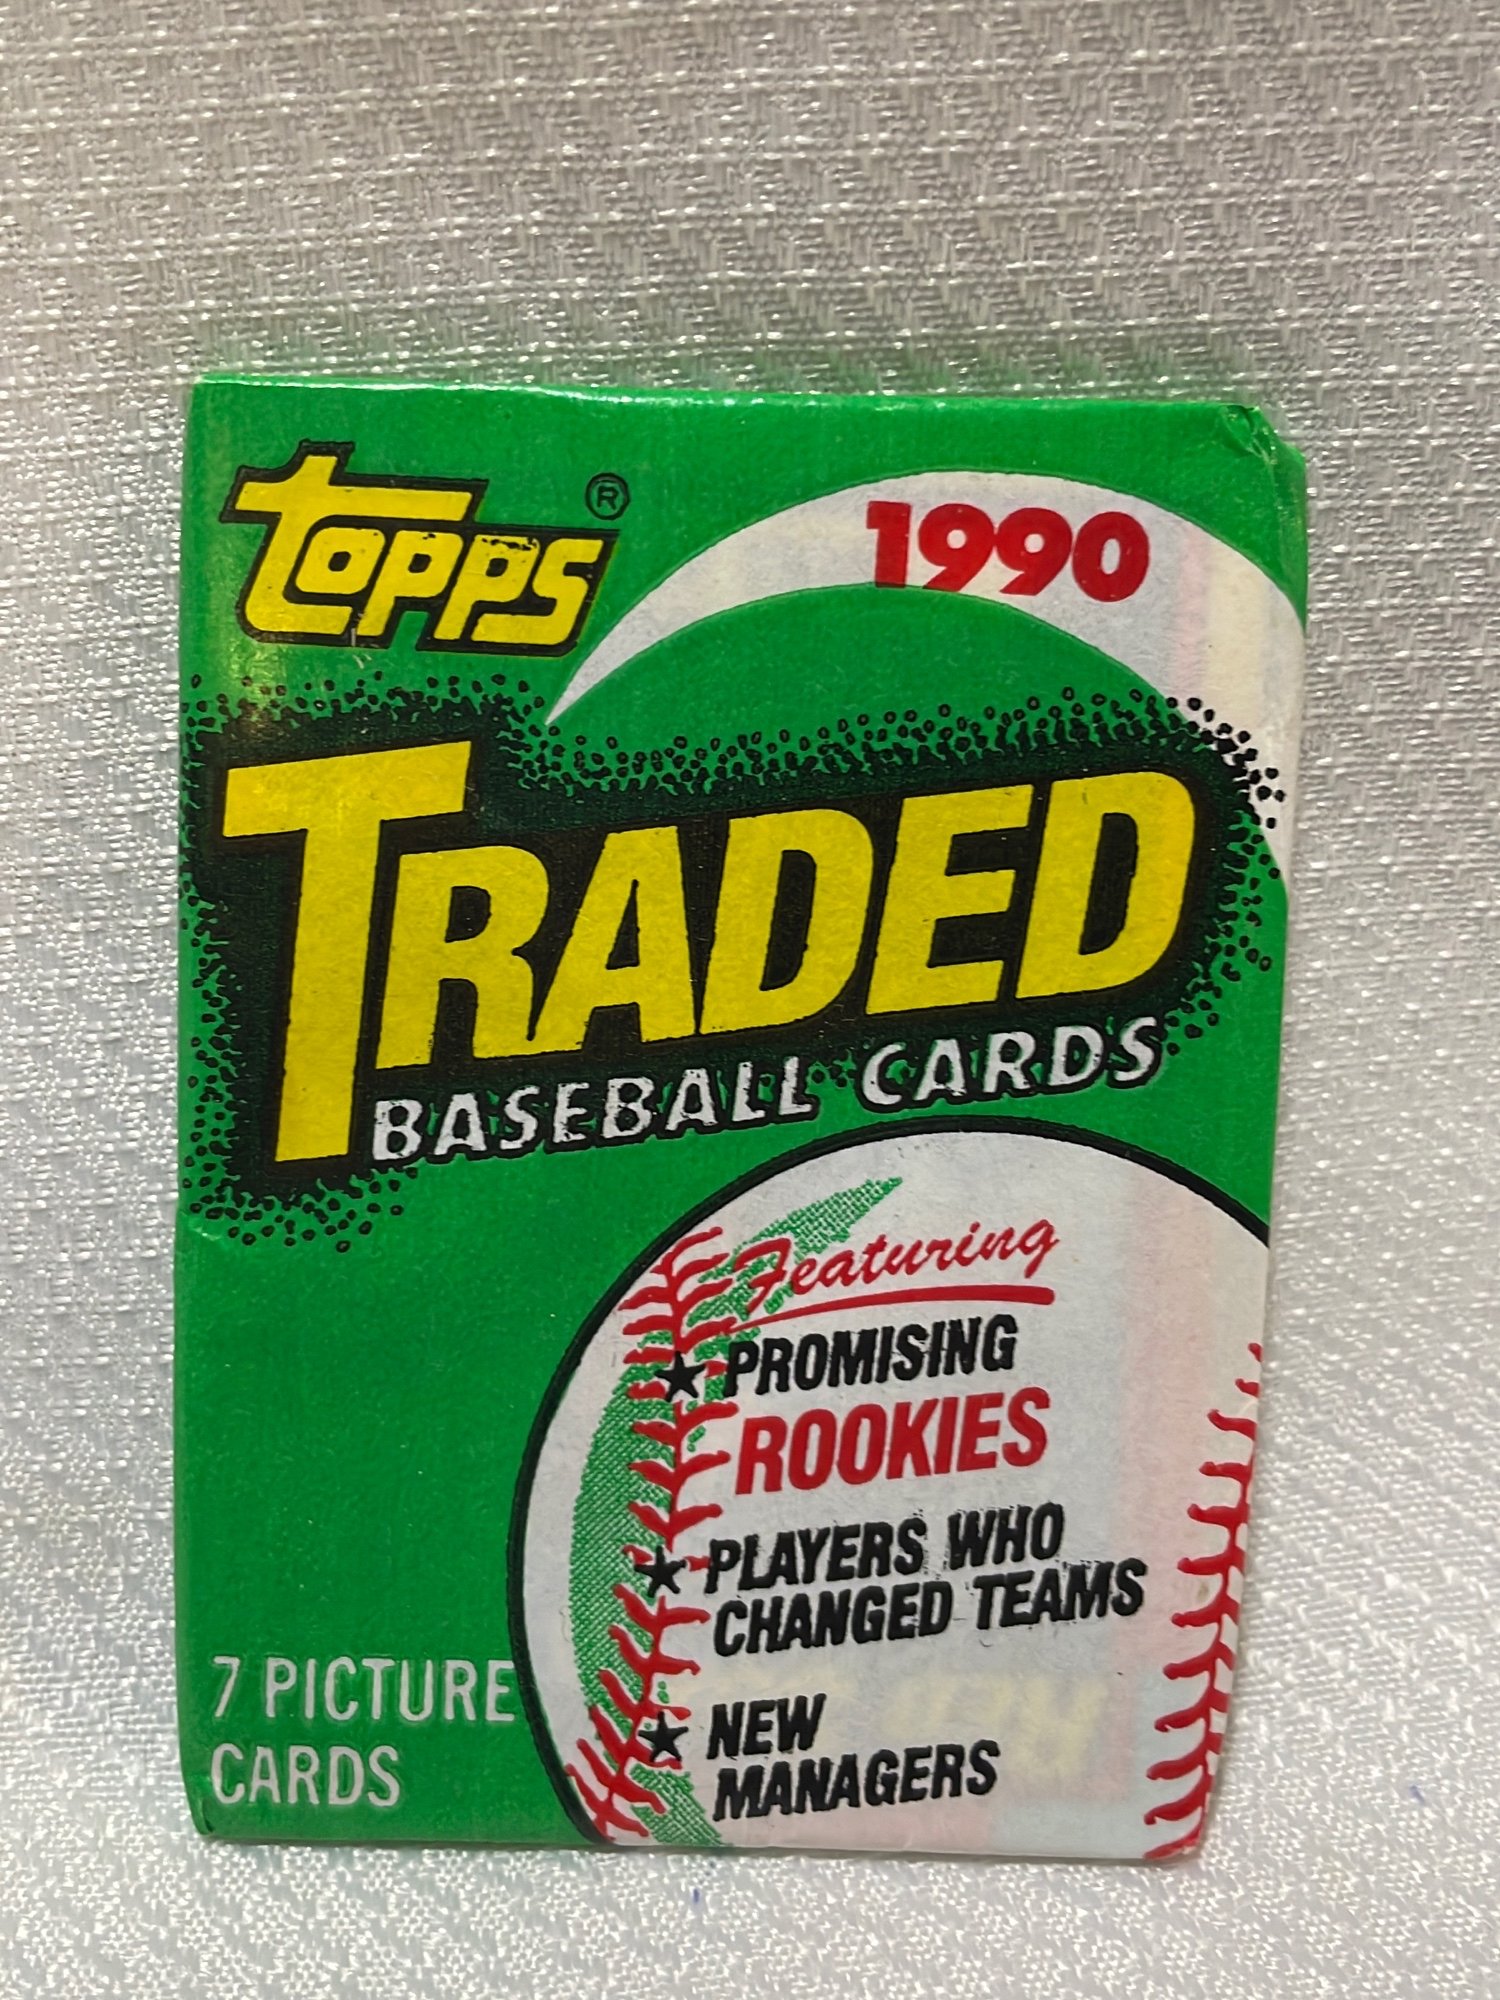 Topps®
1990
TRADED
BASEBALL CARDS
Featuring
★ PROMISING
ROOKIES
★ PLAYERS WHO
CHANGED TEAMS
★ NEW
MANAGERS
7 PICTURE
CARDS